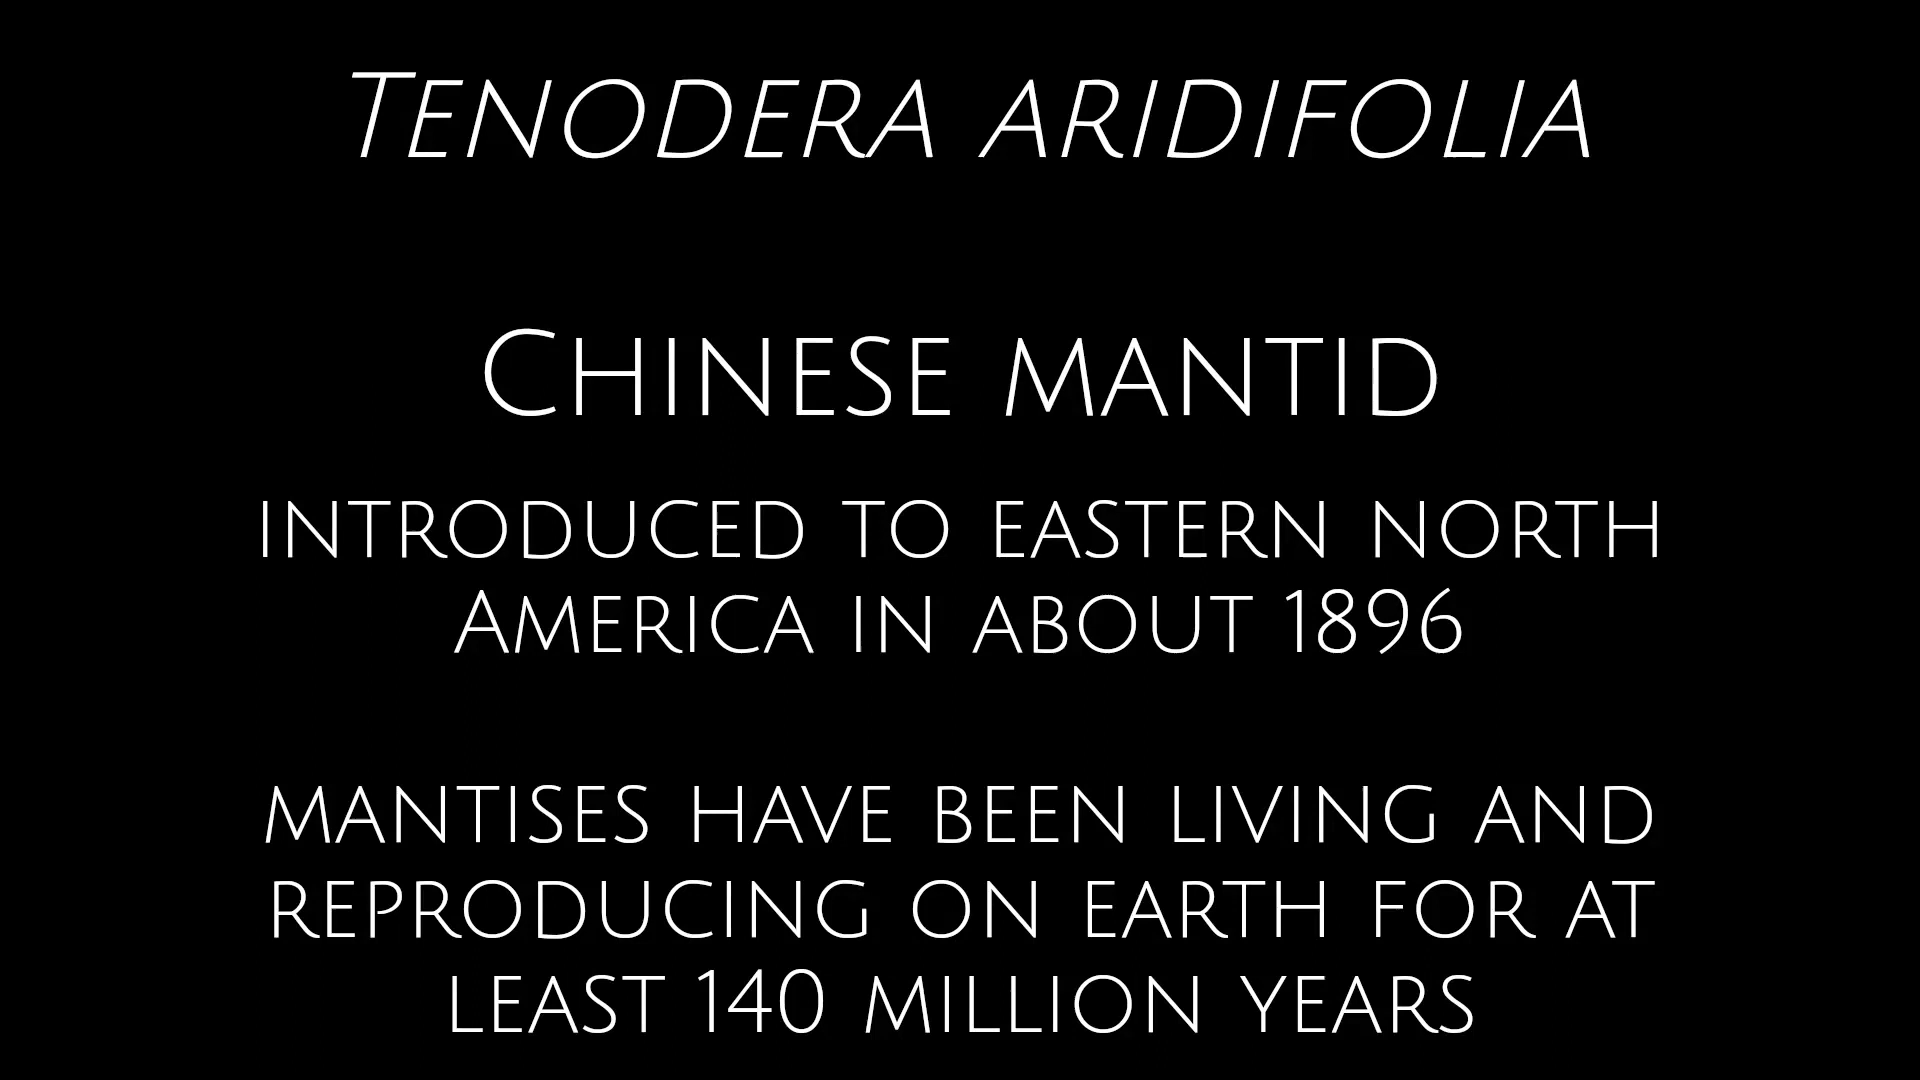 Tenodera aridifolia
Chinese mantid
introduced to eastern north
America in about 1896
mantises have been living and
reproducing on earth for at
least 140 million years